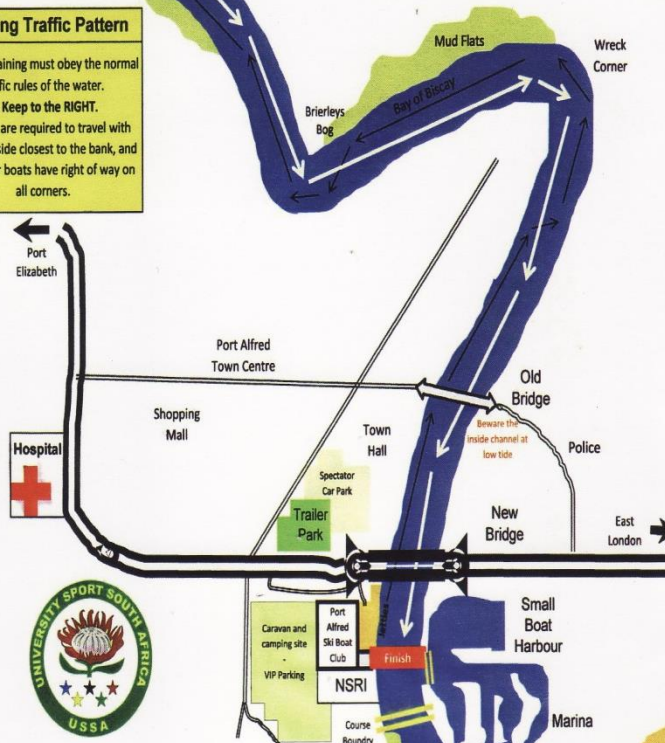 ng Traffic Pattern
aining must obey the normal
fic rules of the water.
Keep to the RIGHT.
are required to travel with
ide closest to the bank, and
r boats have right of way on
all corners.
Mud Flats
Wreck
Corner
Bay of Biscay
Brierleys
Bog
Port
Elizabeth
Port Alfred
Town Centre
Old
Bridge
Shopping
Mall
Beware the
inside channel at
low tide
Town
Hall
Police
Hospital
Spectator
Car Park
Trailer
Park
New
Bridge
East
London
UNIVERSITY SPORT SOUTH AFRICA
USSA
Caravan and
camping site
-
VIP Parking
Port
Alfred
Ski Boat
Club
Jetties
Finish
NSRI
Small
Boat
Harbour
Marina
Course
Boundry